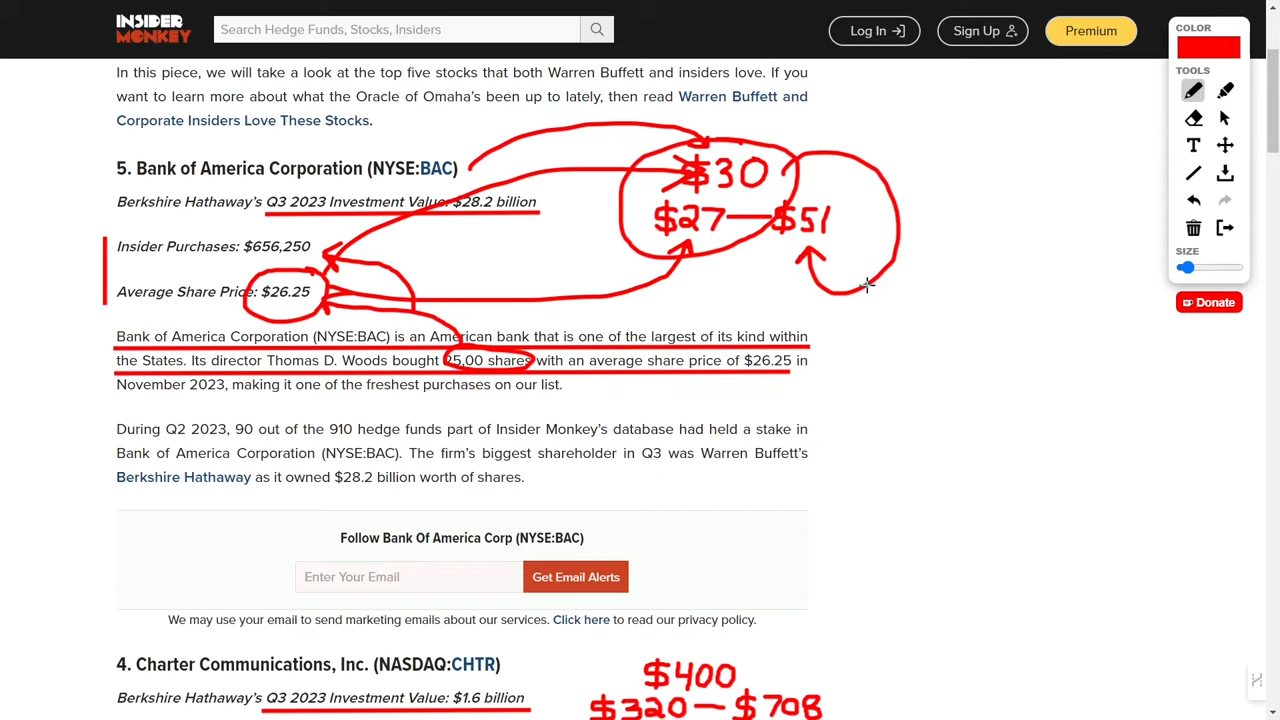 INSIDER
MONKEY
Search Hedge Funds, Stocks, Insiders
Log In
Sign Up
Premium
COLOR
TOOLS
SIZE
Donate
In this piece, we will take a look at the top five stocks that both Warren Buffett and insiders love. If you
want to learn more about what the Oracle of Omaha's been up to lately, then read Warren Buffett and
Corporate Insiders Love These Stocks.
5. Bank of America Corporation (NYSE:BAC)
$30
Berkshire Hathaway's Q3 2023 Investment Value: $28.2 billion
$27—$51
Insider Purchases: $656,250
Average Share Price: $26.25
Bank of America Corporation (NYSE:BAC) is an American bank that is one of the largest of its kind within
the States. Its director Thomas D. Woods bought 25,00 shares with an average share price of $26.25 in
November 2023, making it one of the freshest purchases on our list.
During Q2 2023, 90 out of the 910 hedge funds part of Insider Monkey's database had held a stake in
Bank of America Corporation (NYSE:BAC). The firm's biggest shareholder in Q3 was Warren Buffett's
Berkshire Hathaway as it owned $28.2 billion worth of shares.
Follow Bank Of America Corp (NYSE:BAC)
Enter Your Email
Get Email Alerts
We may use your email to send marketing emails about our services. Click here to read our privacy policy.
4. Charter Communications, Inc. (NASDAQ:CHTR)
$400
Berkshire Hathaway's Q3 2023 Investment Value: $1.6 billion
$320—$708